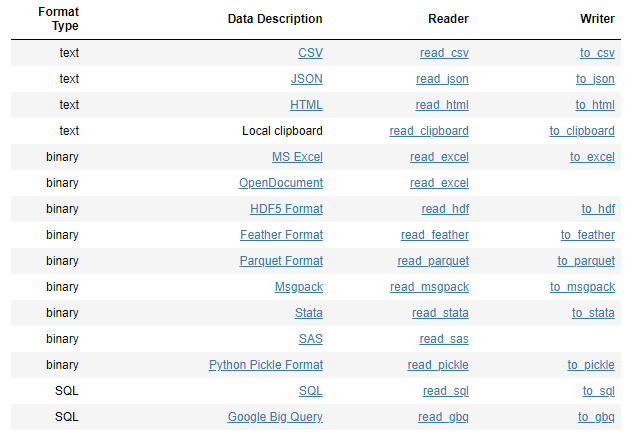 Format Type Data Description Reader Writer
text CSV read_csv to_csv
text JSON read_json to_json
text HTML read_html to_html
text Local clipboard read_clipboard to_clipboard
binary MS Excel read_excel to_excel
binary OpenDocument read_excel
binary HDF5 Format read_hdf to_hdf
binary Feather Format read_feather to_feather
binary Parquet Format read_parquet to_parquet
binary Msgpack read_msgpack to_msgpack
binary Stata read_stata to_stata
binary SAS read_sas
binary Python Pickle Format read_pickle to_pickle
SQL SQL read_sql to_sql
SQL Google Big Query read_gbq to_gbq